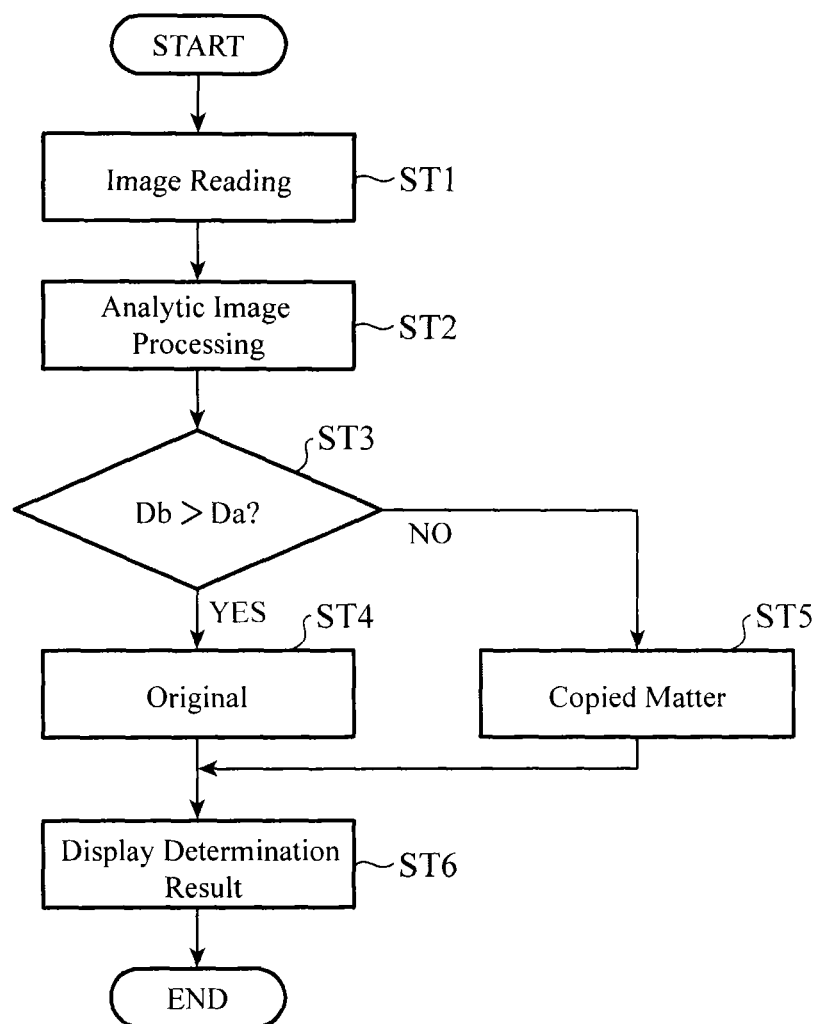 START
Image Reading
ST1
Analytic Image
Processing
ST2
ST3
Db > Da?
NO
YES
ST4
ST5
Original
Copied Matter
Display Determination
Result
ST6
END